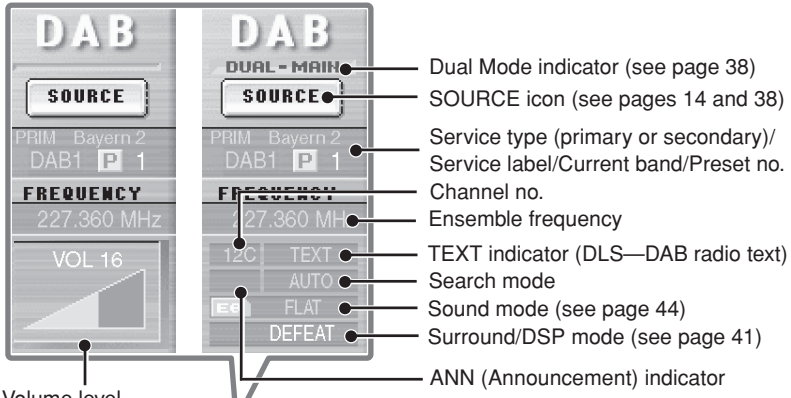 DAB
SOURCE
PRIM Bayern 2
DAB1 P 1
FREQUENCY
227.360 MHz
VOL 16
Volume level
DAB
DUAL-MAIN
SOURCE
PRIM Bayern 2
DAB1 P 1
FREQUENCY
227.360 MH
12C TEXT
AUTO
FLAT
DEFEAT
Dual Mode indicator (see page 38)
SOURCE icon (see pages 14 and 38)
Service type (primary or secondary)/
Service label/Current band/Preset no.
Channel no.
Ensemble frequency
TEXT indicator (DLS—DAB radio text)
Search mode
Sound mode (see page 44)
Surround/DSP mode (see page 41)
ANN (Announcement) indicator